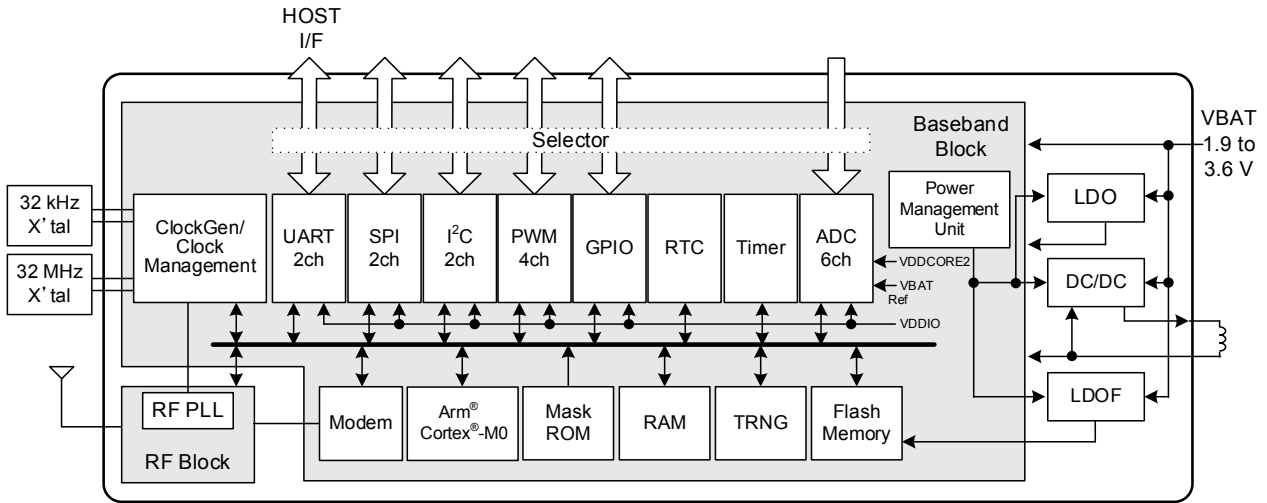 HOST
I/F
Selector
Baseband
Block
VBAT
1.9 to
3.6 V
32 kHz
X’tal
32 MHz
X’tal
ClockGen/
Clock
Management
UART
2ch
SPI
2ch
I²C
2ch
PWM
4ch
GPIO
RTC
Timer
ADC
6ch
Power
Management
Unit
LDO
DC/DC
LDOF
VDDCORE2
VBAT
Ref
VDDIO
RF PLL
RF Block
Modem
Arm®
Cortex®-M0
Mask
ROM
RAM
TRNG
Flash
Memory